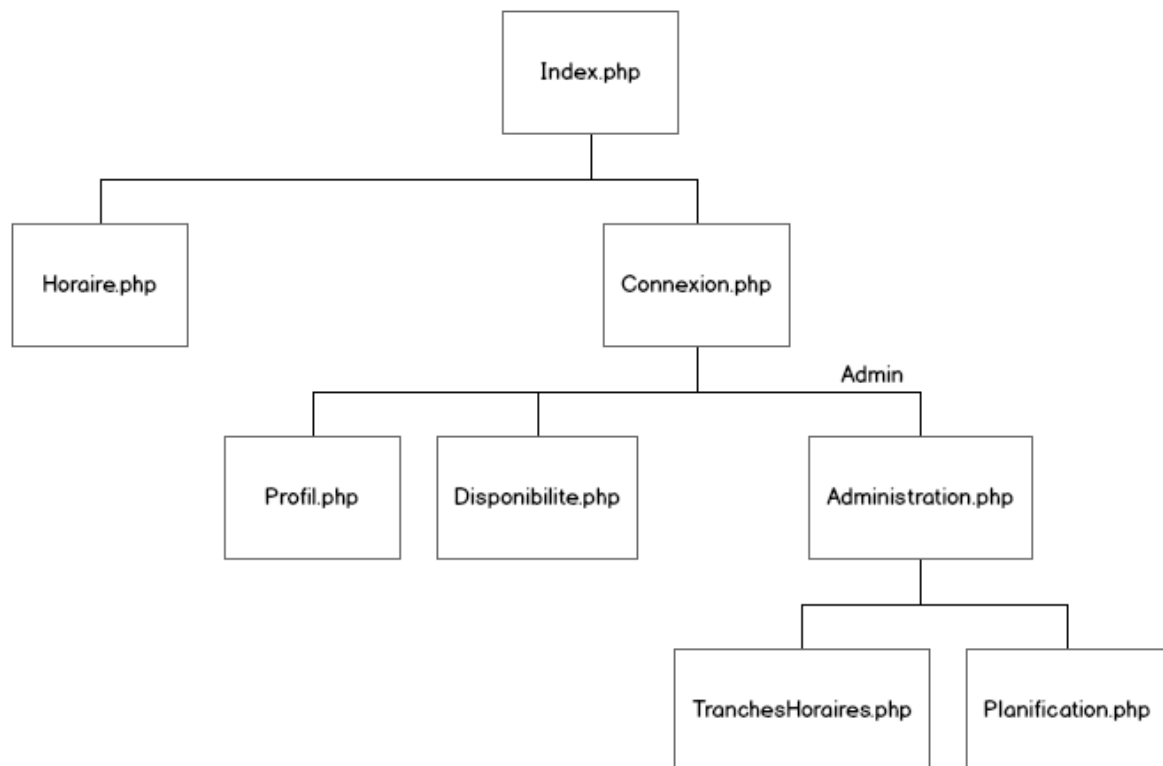 Index.php
Horaire.php
Connexion.php
Admin
Profil.php
Disponibilite.php
Administration.php
TranchesHoraires.php
Planification.php